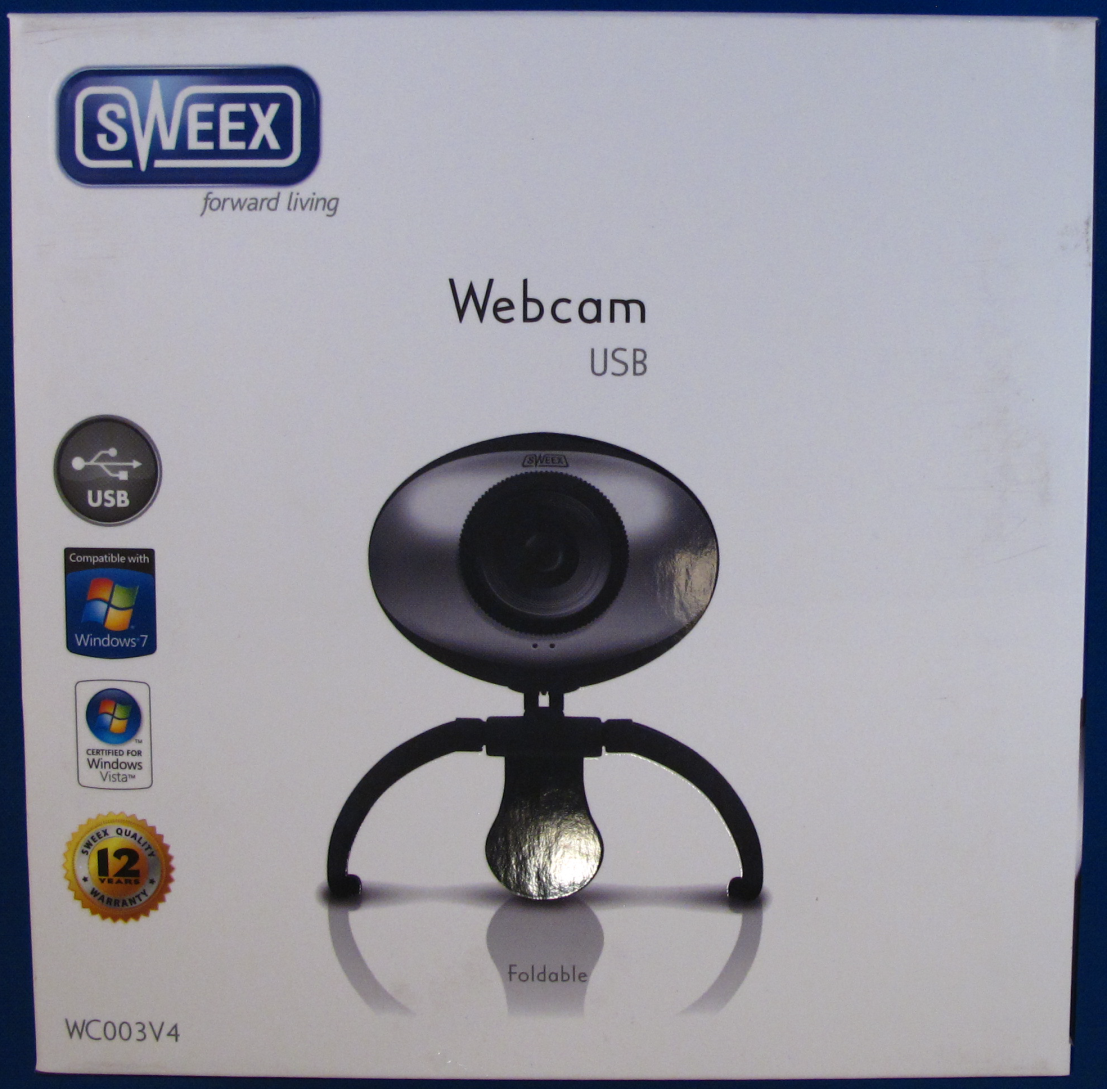 SWEEX
forward living
Webcam
USB
USB
Compatible with
Windows 7
CERTIFIED FOR
Windows
Vista™
SWEEX QUALITY
12
YEARS
WARRANTY
SWEEX
Foldable
WC003V4